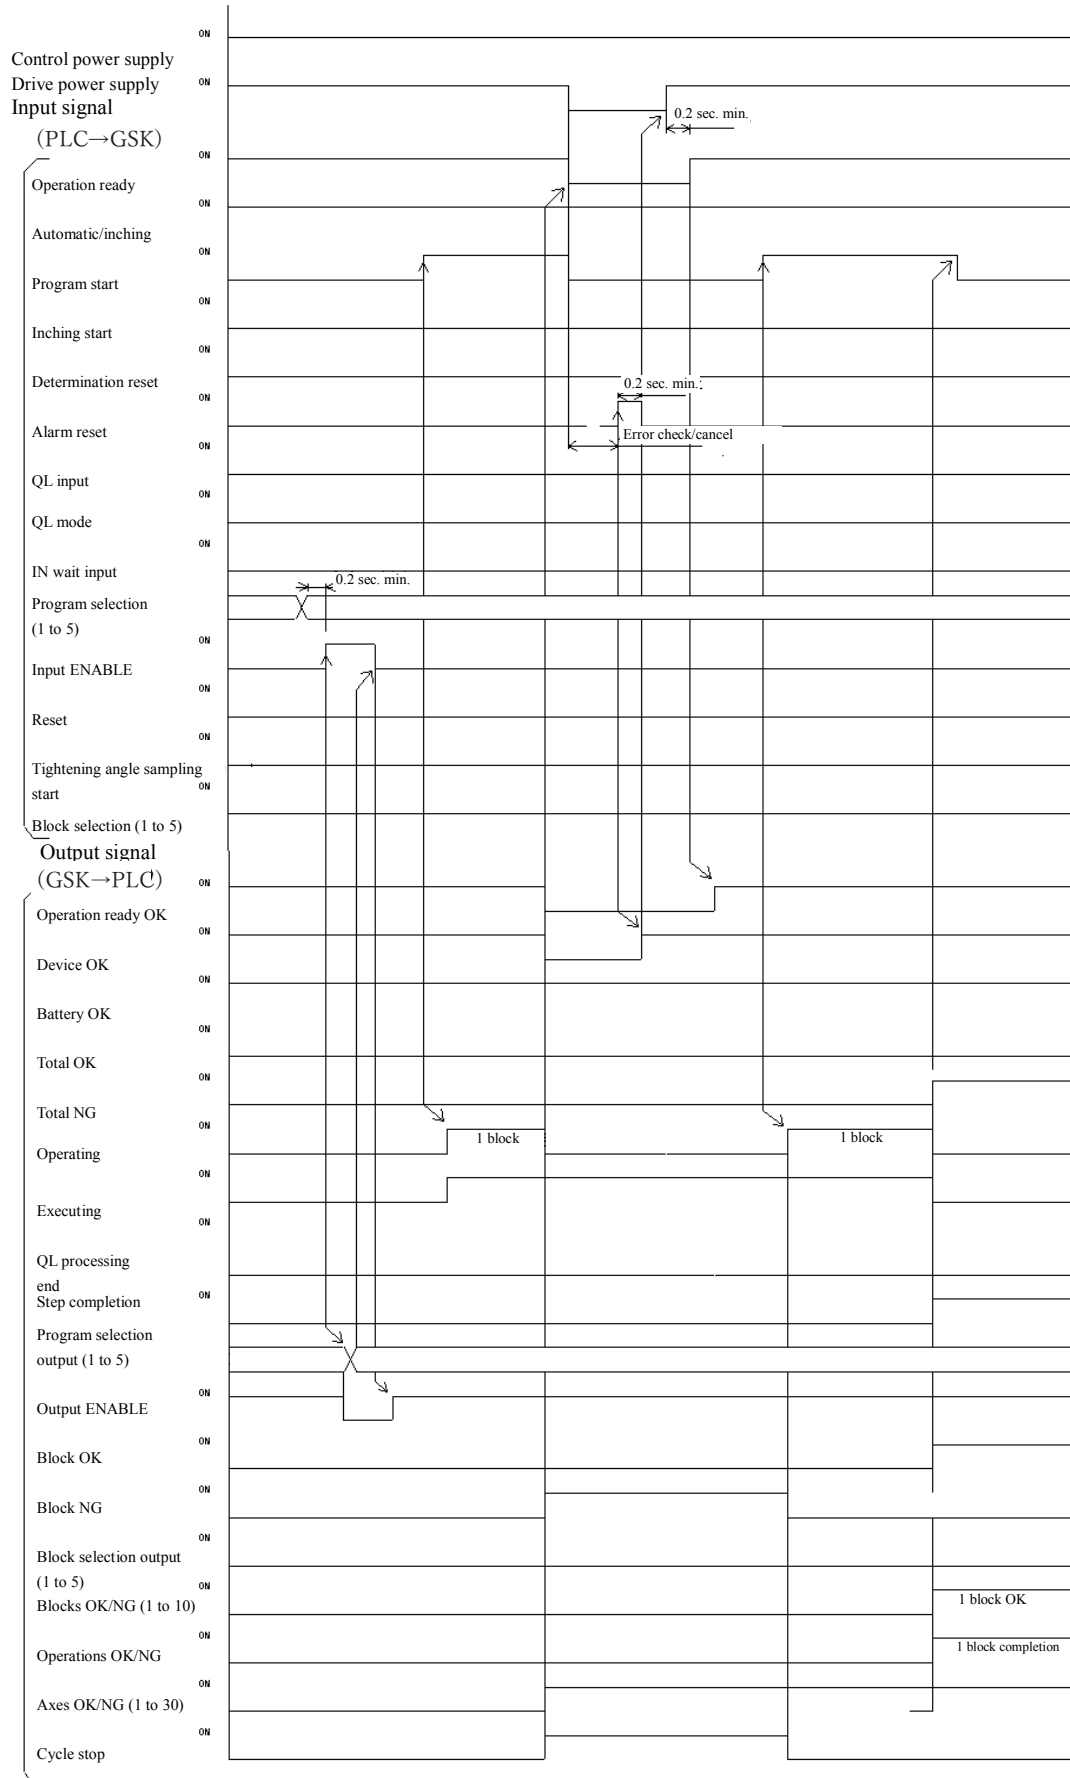 ON
Control power supply
ON
Drive power supply
Input signal
0.2 sec. min.
(PLC→GSK)
ON
Operation ready
ON
Automatic/inching
ON
Program start
ON
Inching start
ON
Determination reset
0.2 sec. min.
ON
Alarm reset
Error check/cancel
QL input
ON
QL mode
ON
IN wait input
0.2 sec. min.
Program selection
(1 to 5)
ON
Input ENABLE
ON
Reset
ON
Tightening angle sampling
start
ON
Block selection (1 to 5)
Output signal
(GSK→PLC)
ON
Operation ready OK
ON
Device OK
ON
Battery OK
ON
Total OK
ON
Total NG
ON
1 block
1 block
Operating
ON
Executing
ON
QL processing
end
Step completion
ON
Program selection
output (1 to 5)
ON
Output ENABLE
ON
Block OK
ON
Block NG
ON
Block selection output
(1 to 5)
ON
Blocks OK/NG (1 to 10)
1 block OK
ON
Operations OK/NG
1 block completion
ON
Axes OK/NG (1 to 30)
ON
Cycle stop